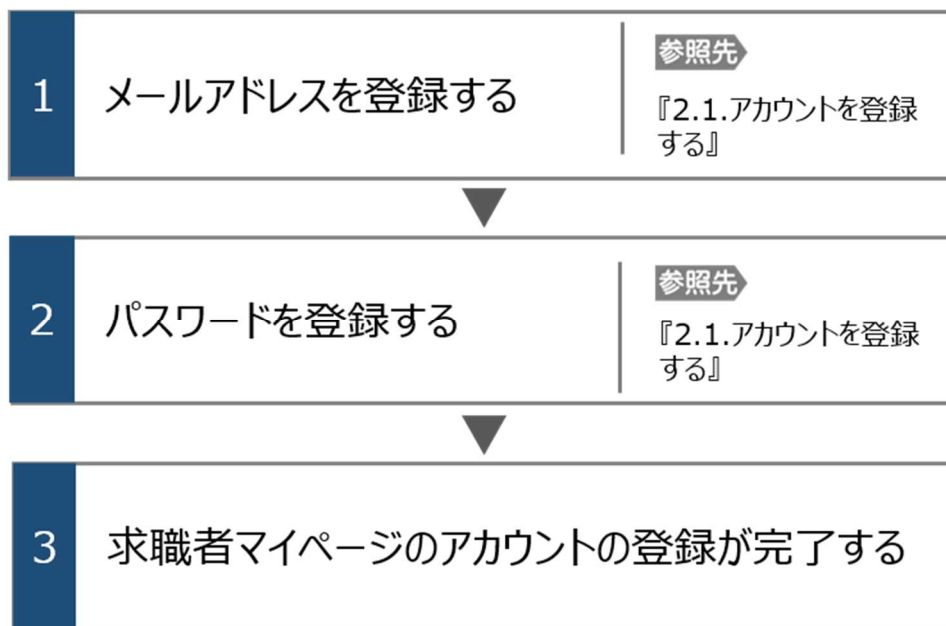 1
メールアドレスを登録する
参照先
『2.1.アカウントを登録
する』
2
パスワードを登録する
参照先
『2.1.アカウントを登録
する』
3
求職者マイページのアカウントの登録が完了する